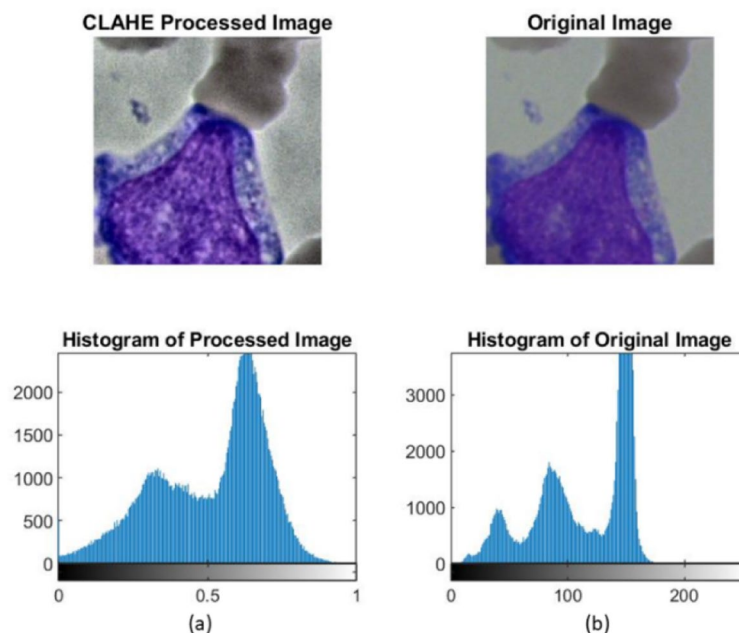 CLAHE Processed Image
Original Image
Histogram of Processed Image
2000
1500
1000
500
0
0
0.5
1
(a)
Histogram of Original Image
3000
2000
1000
0
0
100
200
(b)